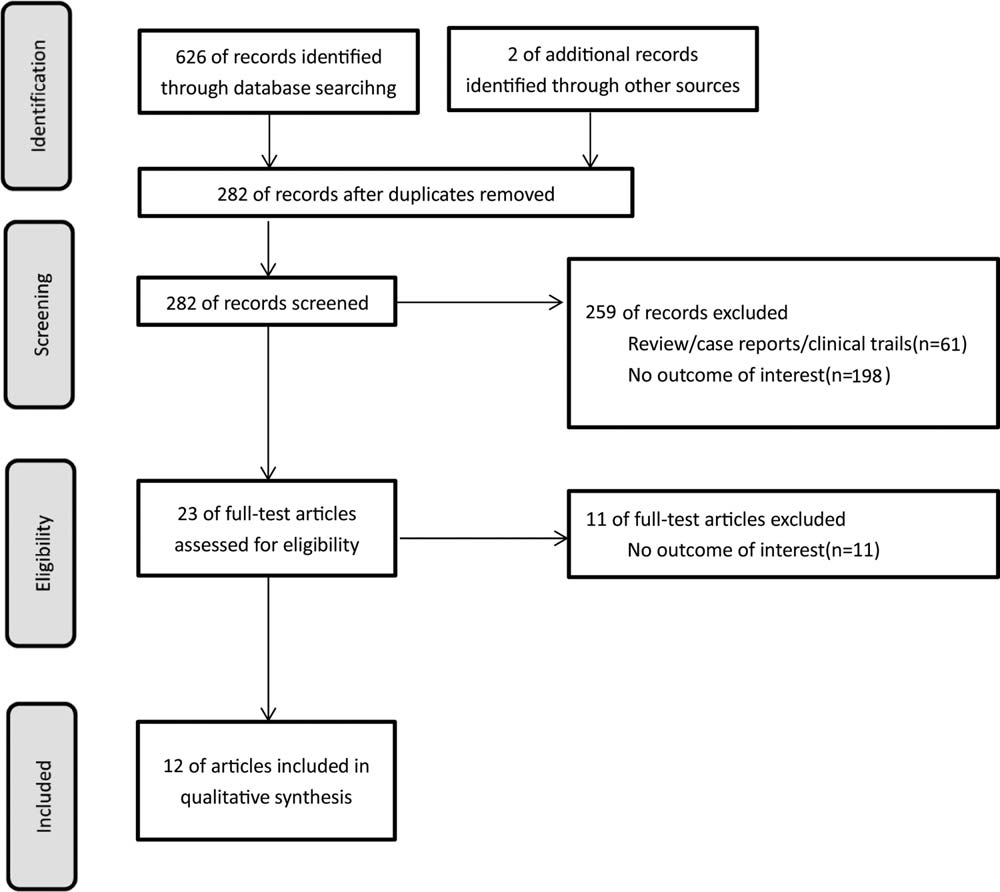 Identification
626 of records identified
through database searcihng
2 of additional records
identified through other sources
282 of records after duplicates removed
Screening
282 of records screened
259 of records excluded
Review/case reports/clinical trails(n=61)
No outcome of interest(n=198)
Eligibility
23 of full-test articles
assessed for eligibility
11 of full-test articles excluded
No outcome of interest(n=11)
Included
12 of articles included in
qualitative synthesis